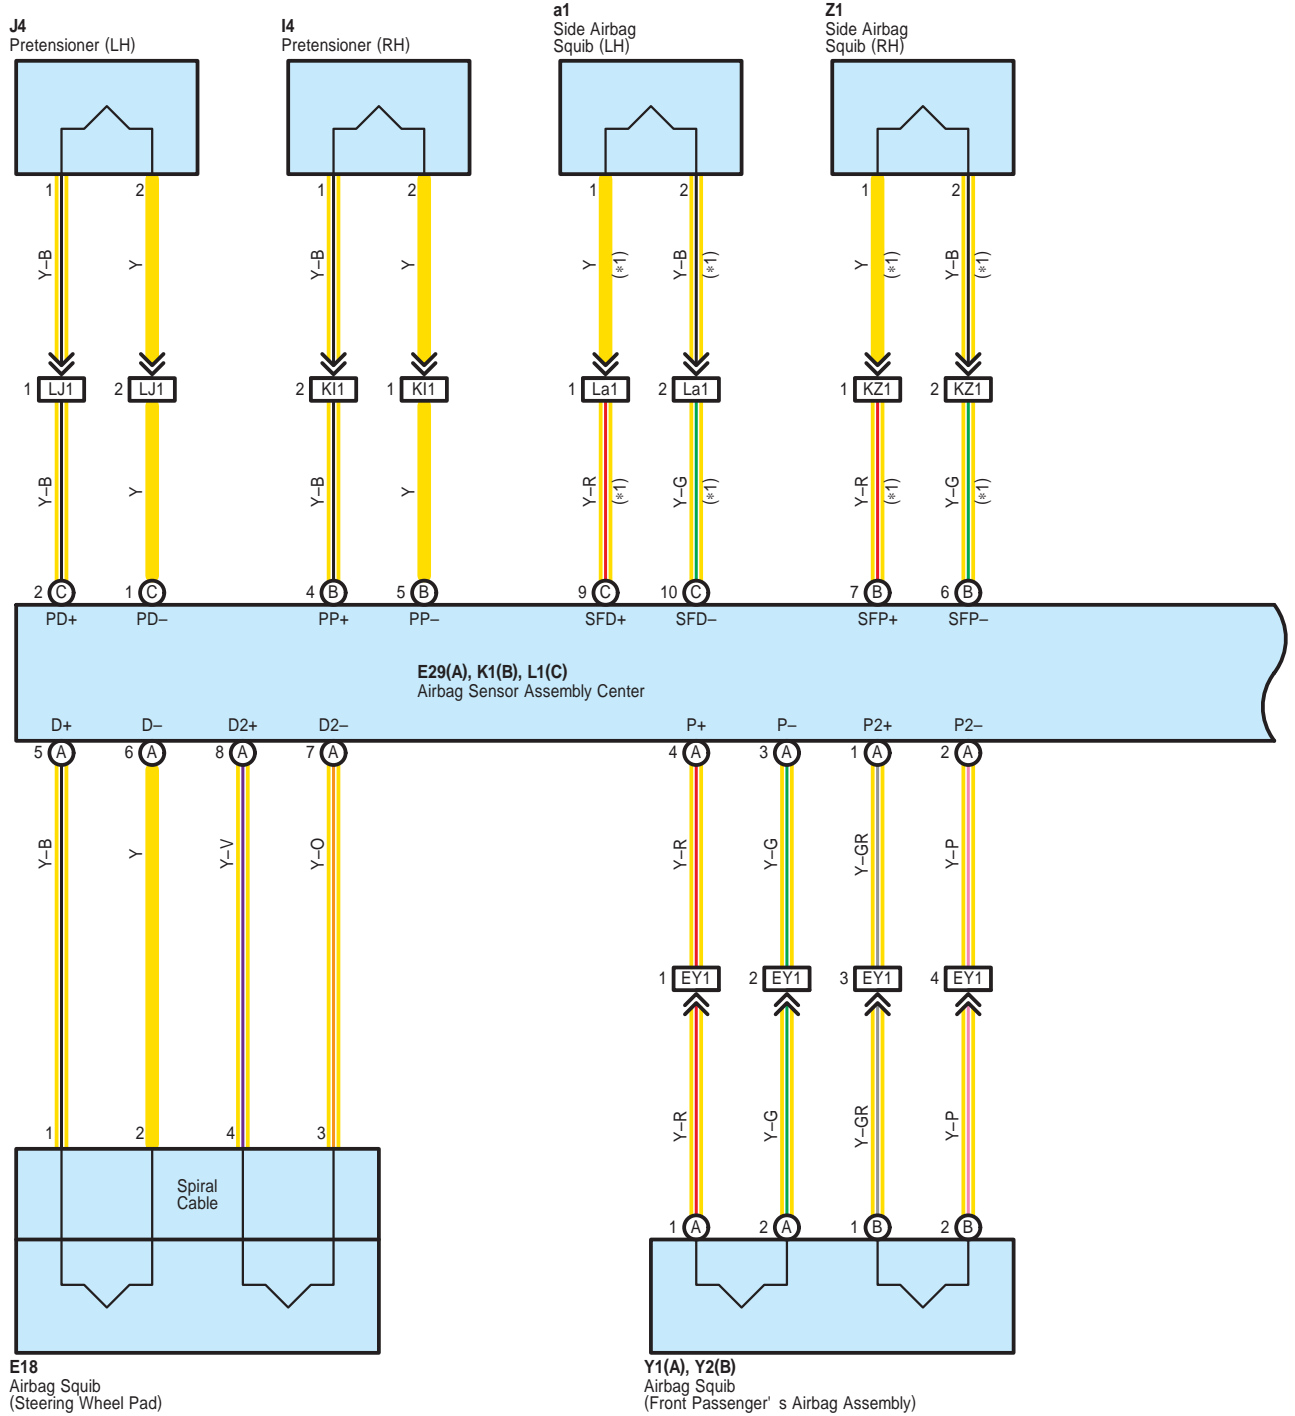 J4
Pretensioner (LH)
I4
Pretensioner (RH)
a1
Side Airbag
Squib (LH)
Z1
Side Airbag
Squib (RH)
1 2 1 2 1 2 1 2
Y–B Y Y–B Y Y (*1) Y–B (*1) Y (*1) Y–B (*1)
1 LJ1 2 LJ1 2 KI1 1 KI1 1 La1 2 La1 1 KZ1 2 KZ1
Y–B Y Y–B Y Y–R (*1) Y–G (*1) Y–R (*1) Y–G (*1)
2 C 1 C 4 B 5 B 9 C 10 C 7 B 6 B
PD+ PD– PP+ PP– SFD+ SFD– SFP+ SFP–
E29(A), K1(B), L1(C)
Airbag Sensor Assembly Center
D+ D– D2+ D2– P+ P– P2+ P2–
5 A 6 A 8 A 7 A 4 A 3 A 1 A 2 A
Y–B Y Y–V Y–O Y–R Y–G Y–GR Y–P
1 EY1 2 EY1 3 EY1 4 EY1
Y–R Y–G Y–GR Y–P
1 2 4 3
Spiral
Cable
1 A 2 A 1 B 2 B
E18
Airbag Squib
(Steering Wheel Pad)
Y1(A), Y2(B)
Airbag Squib
(Front Passenger' s Airbag Assembly)